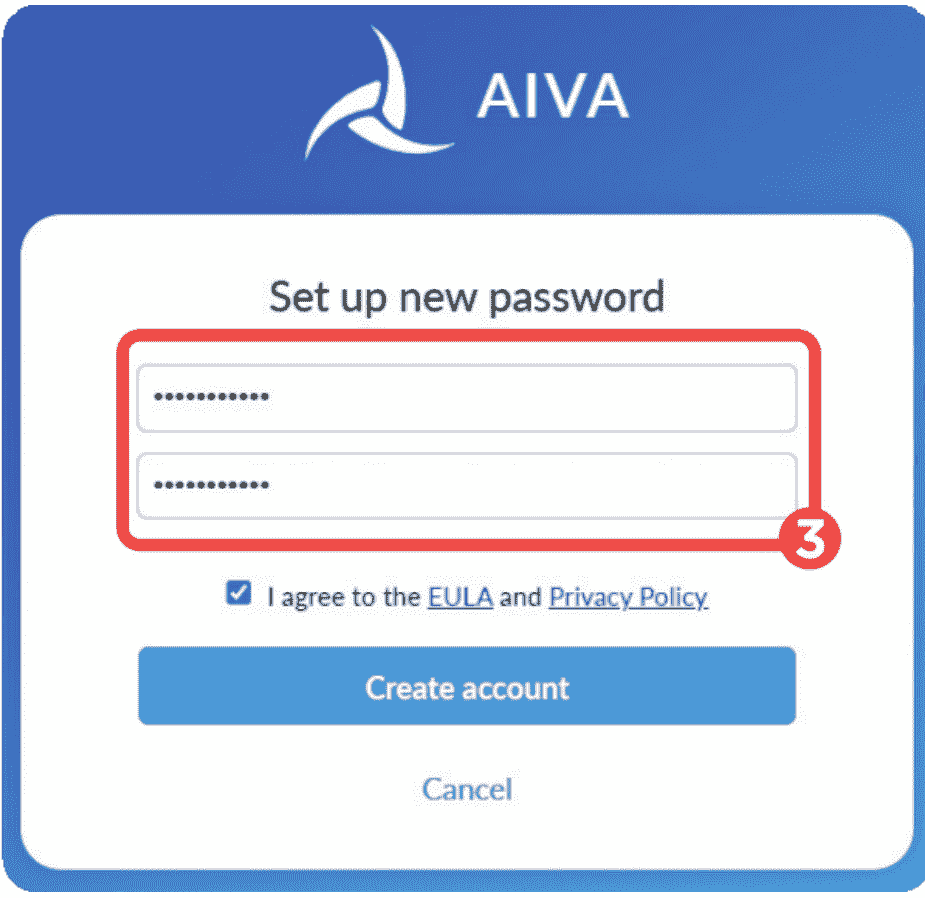 AIVA
Set up new password
•••••••••••
•••••••••••
3
I agree to the EULA and Privacy Policy
Create account
Cancel